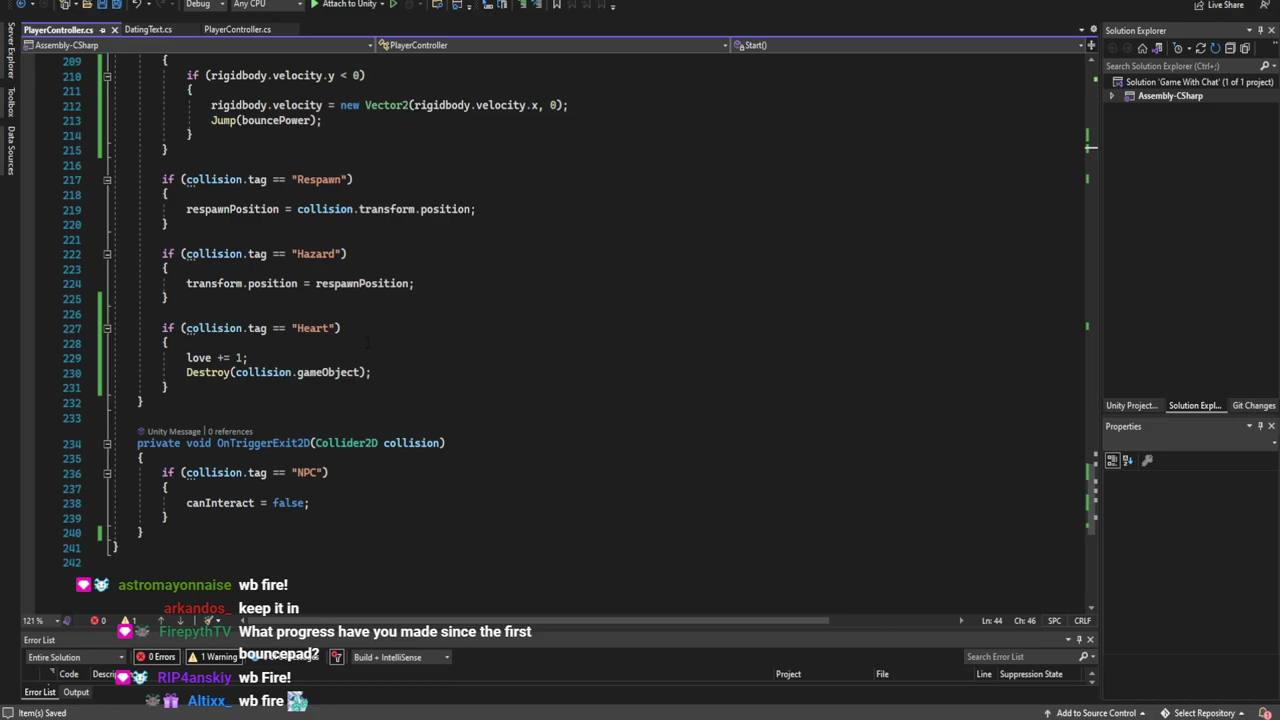 Debug
Any CPU
Attach to Unity
Live Share
PlayerController.cs
DatingText.cs
PlayerController.cs
Assembly-CSharp
PlayerController
Start()
Server Explorer
Toolbox
Data Sources
209 {
210 if (rigidbody.velocity.y < 0)
211 {
212 rigidbody.velocity = new Vector2(rigidbody.velocity.x, 0);
213 Jump(bouncePower);
214 }
215 }
216
217 if (collision.tag == "Respawn")
218 {
219 respawnPosition = collision.transform.position;
220 }
221
222 if (collision.tag == "Hazard")
223 {
224 transform.position = respawnPosition;
225 }
226
227 if (collision.tag == "Heart")
228 {
229 love += 1;
230 Destroy(collision.gameObject);
231 }
232 }
233
Unity Message | 0 references
234 private void OnTriggerExit2D(Collider2D collision)
235 {
236 if (collision.tag == "NPC")
237 {
238 canInteract = false;
239 }
240 }
241 }
242
astromayonnaise wb fire!
arkandos_ keep it in
FirepythTV What progress have you made since the first
bouncepad?
RIP4anskiy wb Fire!
Altixx_ wb fire
121 %
0
1
Ln: 44
Ch: 46
SPC
CRLF
Error List
Entire Solution
0 Errors
1 Warning
Build + IntelliSense
Search Error List
Code
Project
File
Line
Suppression State
Error List
Output
Item(s) Saved
Add to Source Control
Select Repository
Solution Explorer
Search Solution Explorer (Ctrl+;)
Solution 'Game With Chat' (1 of 1 project)
Assembly-CSharp
Unity Project...
Solution Expl...
Git Changes
Properties